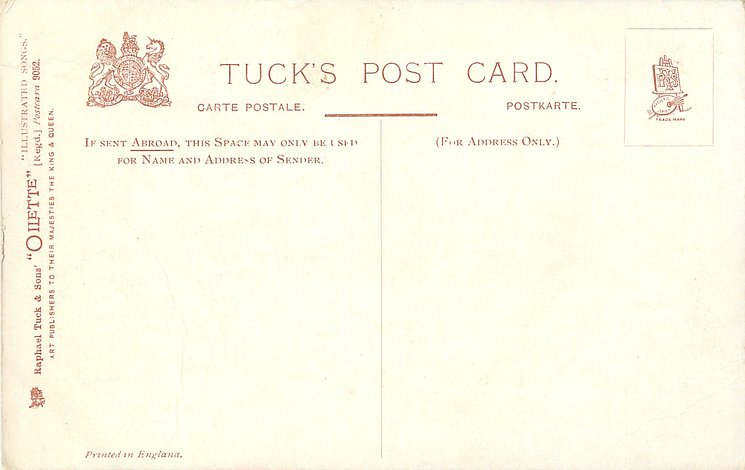 TUCK'S POST CARD.
CARTE POSTALE.
POSTKARTE.
IF SENT ABROAD, THIS SPACE MAY ONLY BE USED
FOR NAME AND ADDRESS OF SENDER.
(FOR ADDRESS ONLY.)
TRADE MARK
"ILLUSTRATED SONGS."
Raphael Tuck & Sons' "OILETTE" [Regd.] Postcard 9052.
ART PUBLISHERS TO THEIR MAJESTIES THE KING & QUEEN.
Printed in England.